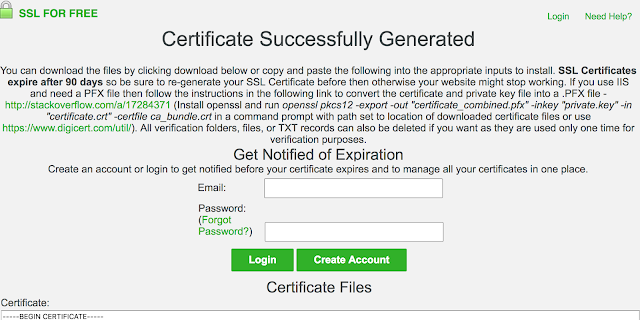 SSL FOR FREE
Login Need Help?
Certificate Successfully Generated
You can download the files by clicking download below or copy and paste the following into the appropriate inputs to install. SSL Certificates
expire after 90 days so be sure to re-generate your SSL Certificate before then otherwise your website might stop working. If you use IIS
and need a PFX file then follow the instructions in the following link to convert the certificate and private key file into a .PFX file -
http://stackoverflow.com/a/17284371 (Install openssl and run openssl pkcs12 -export -out "certificate_combined.pfx" -inkey "private.key" -in
"certificate.crt" -certfile ca_bundle.crt in a command prompt with path set to location of downloaded certificate files or use
https://www.digicert.com/util/). All verification folders, files, or TXT records can also be deleted if you want as they are used only one time for
verification purposes.
Get Notified of Expiration
Create an account or login to get notified before your certificate expires and to manage all your certificates in one place.
Email:
Password:
(Forgot
Password?)
Login Create Account
Certificate Files
Certificate:
-----BEGIN CERTIFICATE-----